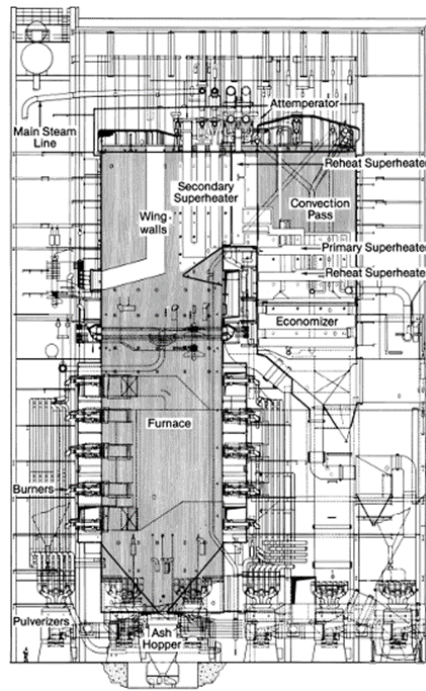 Attemperator
Main Steam
Line
Reheat Superheater
Secondary
Superheater
Convection
Pass
Wing
walls
Primary Superheater
Reheat Superheater
Economizer
Furnace
Burners
Pulverizers
Ash
Hopper